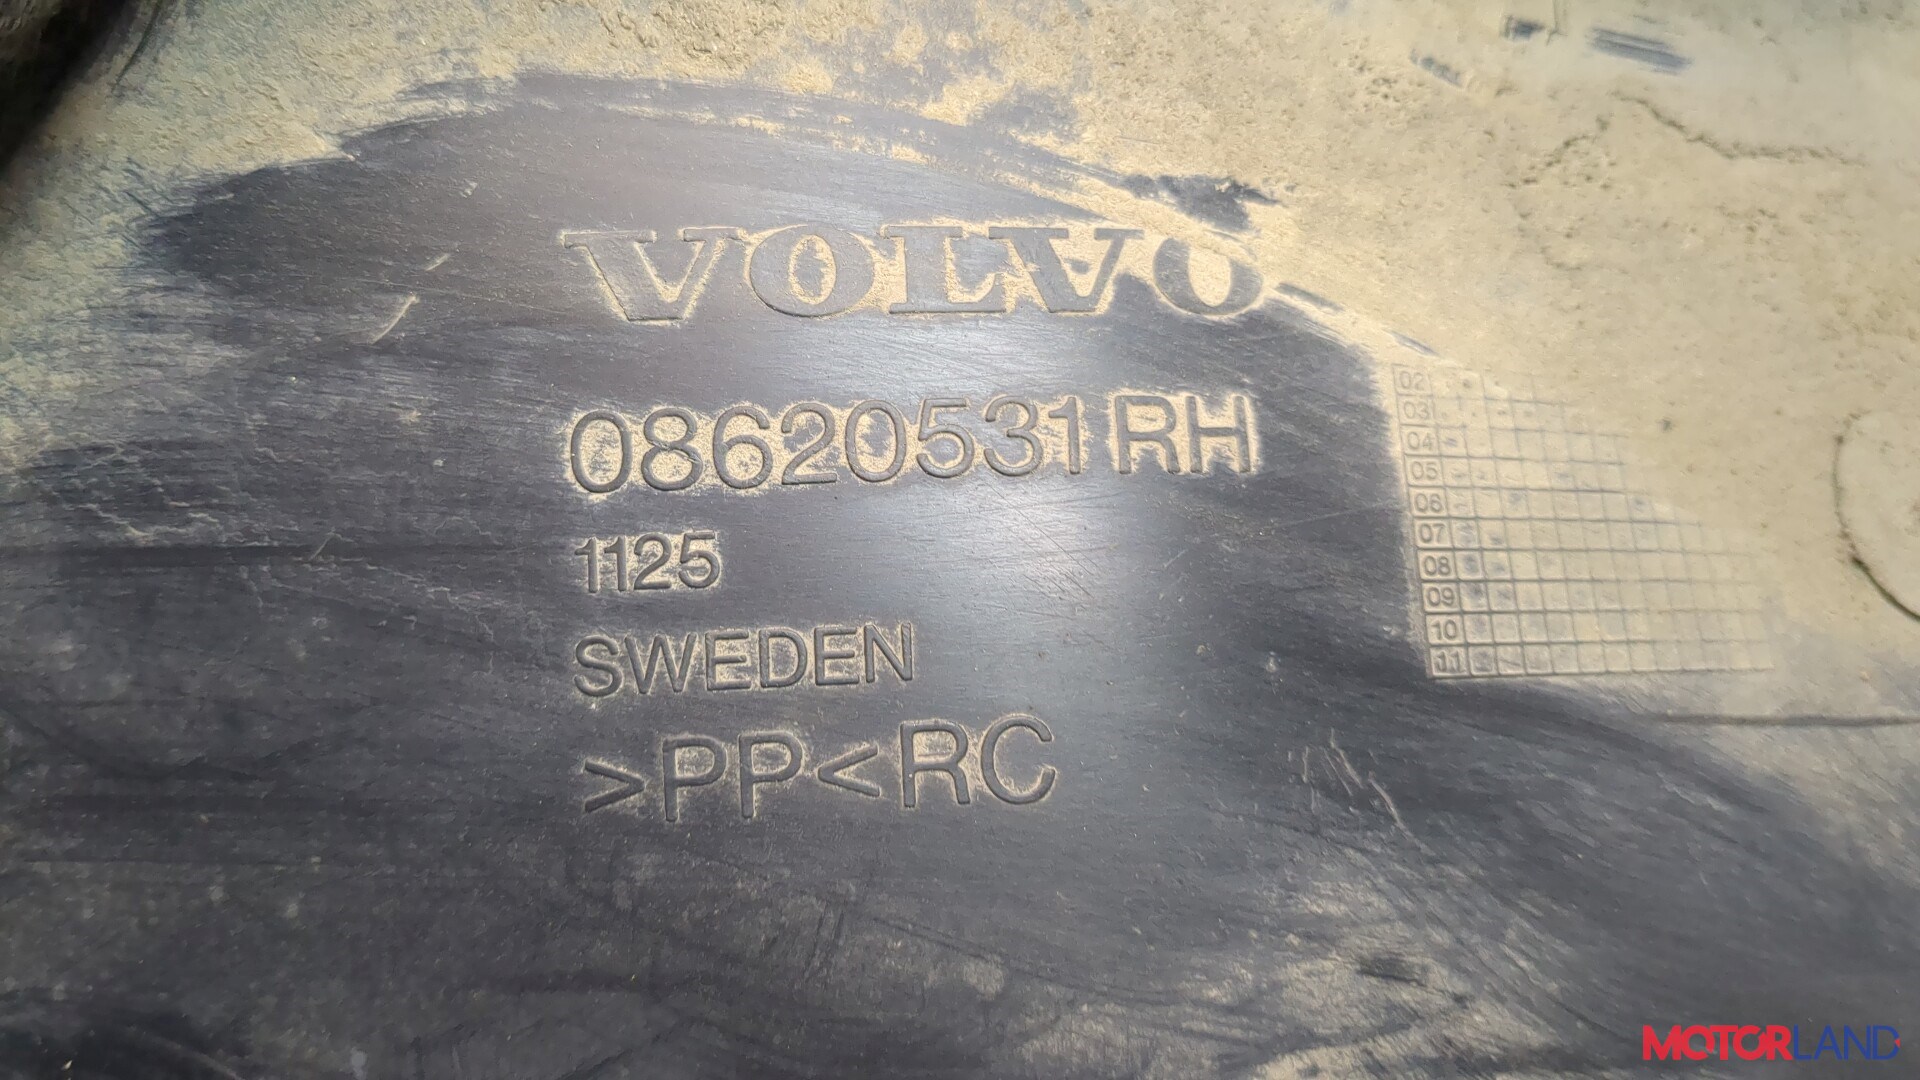 VOLVO
08620531 RH
1125
SWEDEN
>PP<RC
02
03
04
05
06
07
08
09
10
11
MOTORLAND